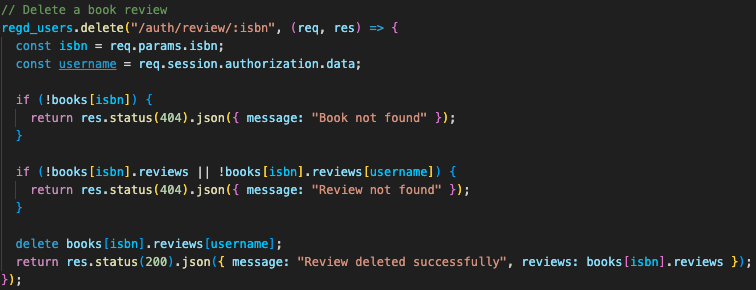 // Delete a book review
regd_users.delete("/auth/review/:isbn", (req, res) => {
  const isbn = req.params.isbn;
  const username = req.session.authorization.data;

  if (!books[isbn]) {
    return res.status(404).json({ message: "Book not found" });
  }

  if (!books[isbn].reviews || !books[isbn].reviews[username]) {
    return res.status(404).json({ message: "Review not found" });
  }

  delete books[isbn].reviews[username];
  return res.status(200).json({ message: "Review deleted successfully", reviews: books[isbn].reviews });
});